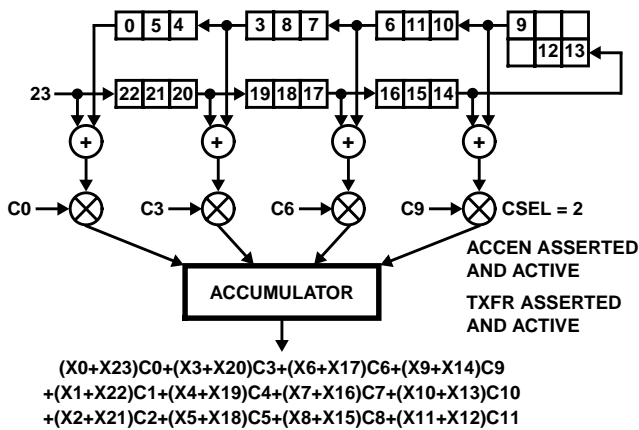 0 5 4 3 8 7 6 11 10 9
12 13
23 22 21 20 19 18 17 16 15 14
+ + + +
C0 C3 C6 C9 CSEL = 2
ACCEN ASSERTED
AND ACTIVE
ACCUMULATOR
TXFR ASSERTED
AND ACTIVE
(X0+X23)C0+(X3+X20)C3+(X6+X17)C6+(X9+X14)C9
+(X1+X22)C1+(X4+X19)C4+(X7+X16)C7+(X10+X13)C10
+(X2+X21)C2+(X5+X18)C5+(X8+X15)C8+(X11+X12)C11